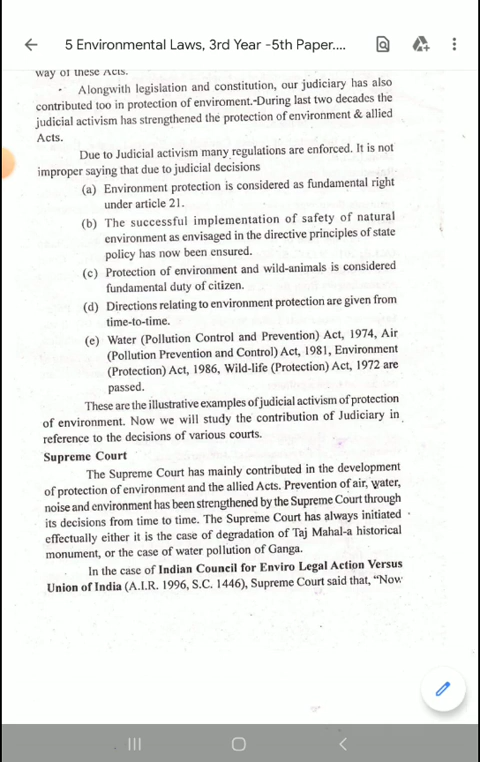 5 Environmental Laws, 3rd Year -5th Paper....
way of these Acts.
Alongwith legislation and constitution, our judiciary has also
contributed too in protection of enviroment.-During last two decades the
judicial activism has strengthened the protection of environment & allied
Acts.
Due to Judicial activism many regulations are enforced. It is not
improper saying that due to judicial decisions
(a) Environment protection is considered as fundamental right
under article 21.
(b) The successful implementation of safety of natural
environment as envisaged in the directive principles of state
policy has now been ensured.
(c) Protection of environment and wild-animals is considered
fundamental duty of citizen.
(d) Directions relating to environment protection are given from
time-to-time.
(e) Water (Pollution Control and Prevention) Act, 1974, Air
(Pollution Prevention and Control) Act, 1981, Environment
(Protection) Act, 1986, Wild-life (Protection) Act, 1972 are
passed.
These are the illustrative examples of judicial activism of protection
of environment. Now we will study the contribution of Judiciary in
reference to the decisions of various courts.
Supreme Court
The Supreme Court has mainly contributed in the development
of protection of environment and the allied Acts. Prevention of air, water,
noise and environment has been strengthened by the Supreme Court through
its decisions from time to time. The Supreme Court has always initiated
effectually either it is the case of degradation of Taj Mahal-a historical
monument, or the case of water pollution of Ganga.
In the case of Indian Council for Enviro Legal Action Versus
Union of India (A.I.R. 1996, S.C. 1446), Supreme Court said that, “Now